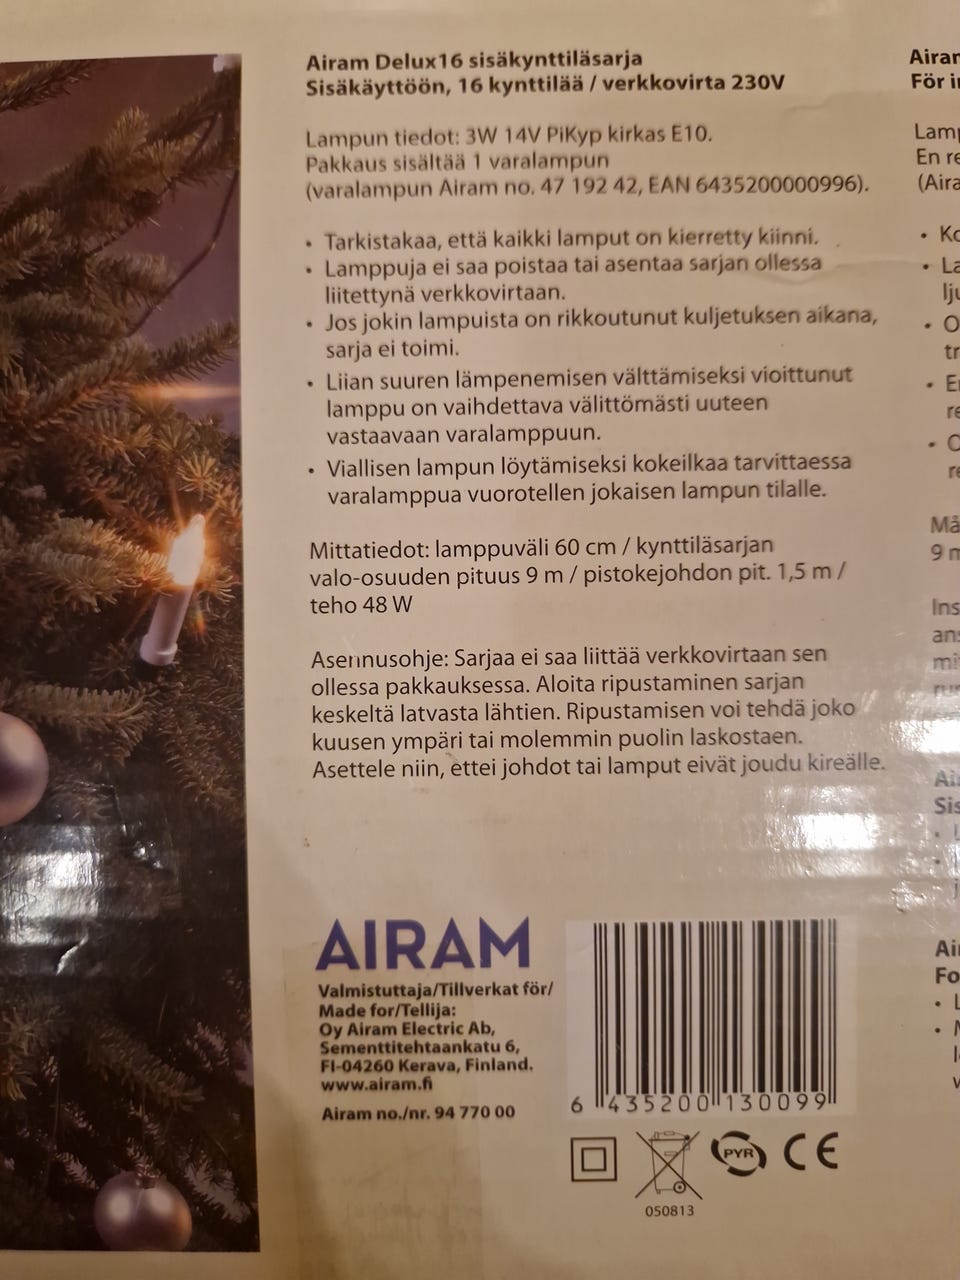 Airam Delux16 sisäkynttiläsarja
Sisäkäyttöön, 16 kynttilää / verkkovirta 230V
Lampun tiedot: 3W 14V PiKyp kirkas E10.
Pakkaus sisältää 1 varalampun
(varalampun Airam no. 47 192 42, EAN 6435200000996).
• Tarkistakaa, että kaikki lamput on kierretty kiinni.
• Lamppuja ei saa poistaa tai asentaa sarjan ollessa
liitettynä verkkovirtaan.
• Jos jokin lampuista on rikkoutunut kuljetuksen aikana,
sarja ei toimi.
• Liian suuren lämpenemisen välttämiseksi vioittunut
lamppu on vaihdettava välittömästi uuteen
vastaavaan varalamppuun.
• Viallisen lampun löytämiseksi kokeilkaa tarvittaessa
varalamppua vuorotellen jokaisen lampun tilalle.
Mittatiedot: lamppuväli 60 cm / kynttiläsarjan
valo-osuuden pituus 9 m / pistokejohdon pit. 1,5 m /
teho 48 W
Asennusohje: Sarjaa ei saa liittää verkkovirtaan sen
ollessa pakkauksessa. Aloita ripustaminen sarjan
keskeltä latvasta lähtien. Ripustamisen voi tehdä joko
kuusen ympäri tai molemmin puolin laskostaen.
Asettele niin, ettei johdot tai lamput eivät joudu kireälle.
AIRAM
Valmistuttaja/Tillverkat för/
Made for/Tellija:
Oy Airam Electric Ab,
Sementtitehtaankatu 6,
FI-04260 Kerava, Finland.
www.airam.fi
Airam no./nr. 94 770 00
6 435200 130099
PYR CE
050813
För
En
9